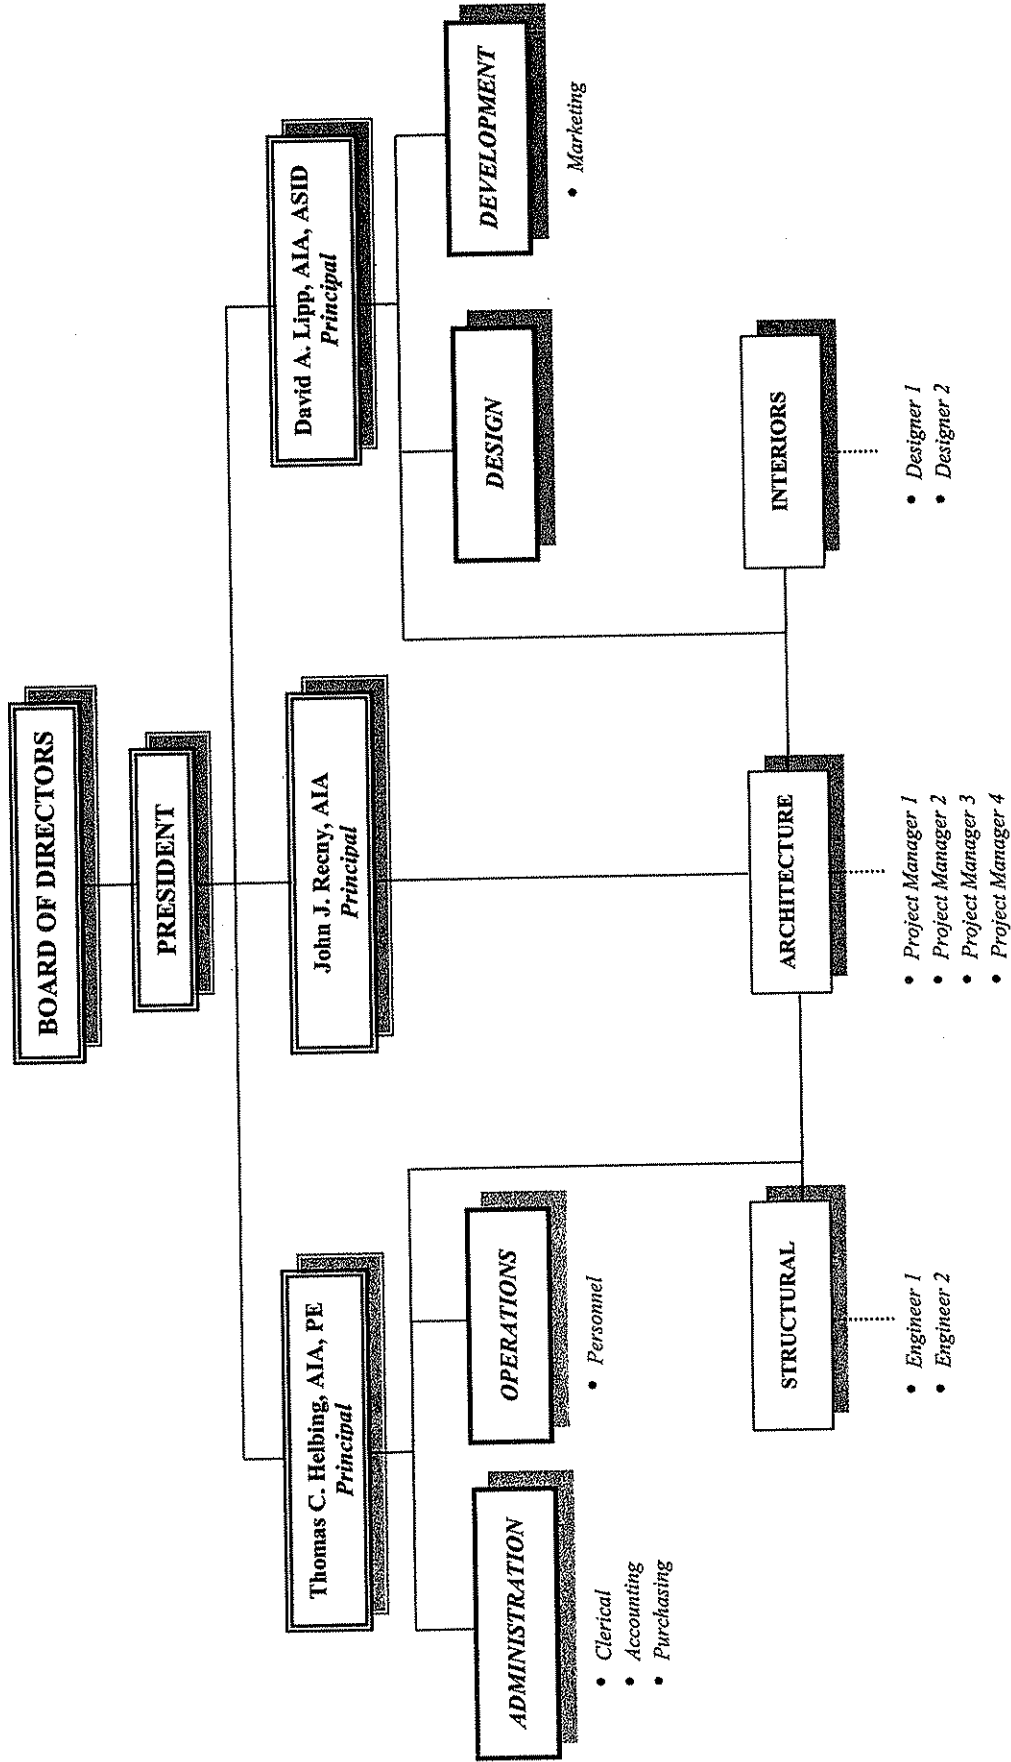 BOARD OF DIRECTORS
PRESIDENT
Thomas C. Helbing, AIA, PE
Principal
John J. Recny, AIA
Principal
David A. Lipp, AIA, ASID
Principal
ADMINISTRATION
• Clerical
• Accounting
• Purchasing
OPERATIONS
• Personnel
DESIGN
DEVELOPMENT
• Marketing
STRUCTURAL
• Engineer 1
• Engineer 2
ARCHITECTURE
• Project Manager 1
• Project Manager 2
• Project Manager 3
• Project Manager 4
INTERIORS
• Designer 1
• Designer 2